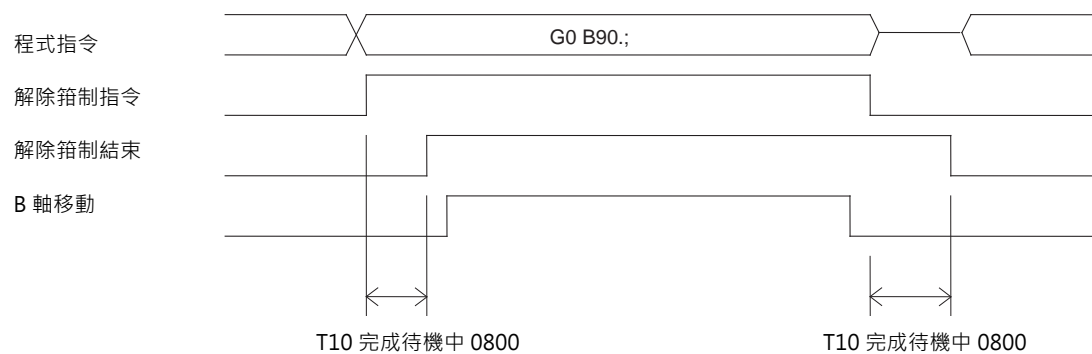 程式指令
G0 B90.;
解除箝制指令
解除箝制結束
B 軸移動
T10 完成待機中 0800
T10 完成待機中 0800